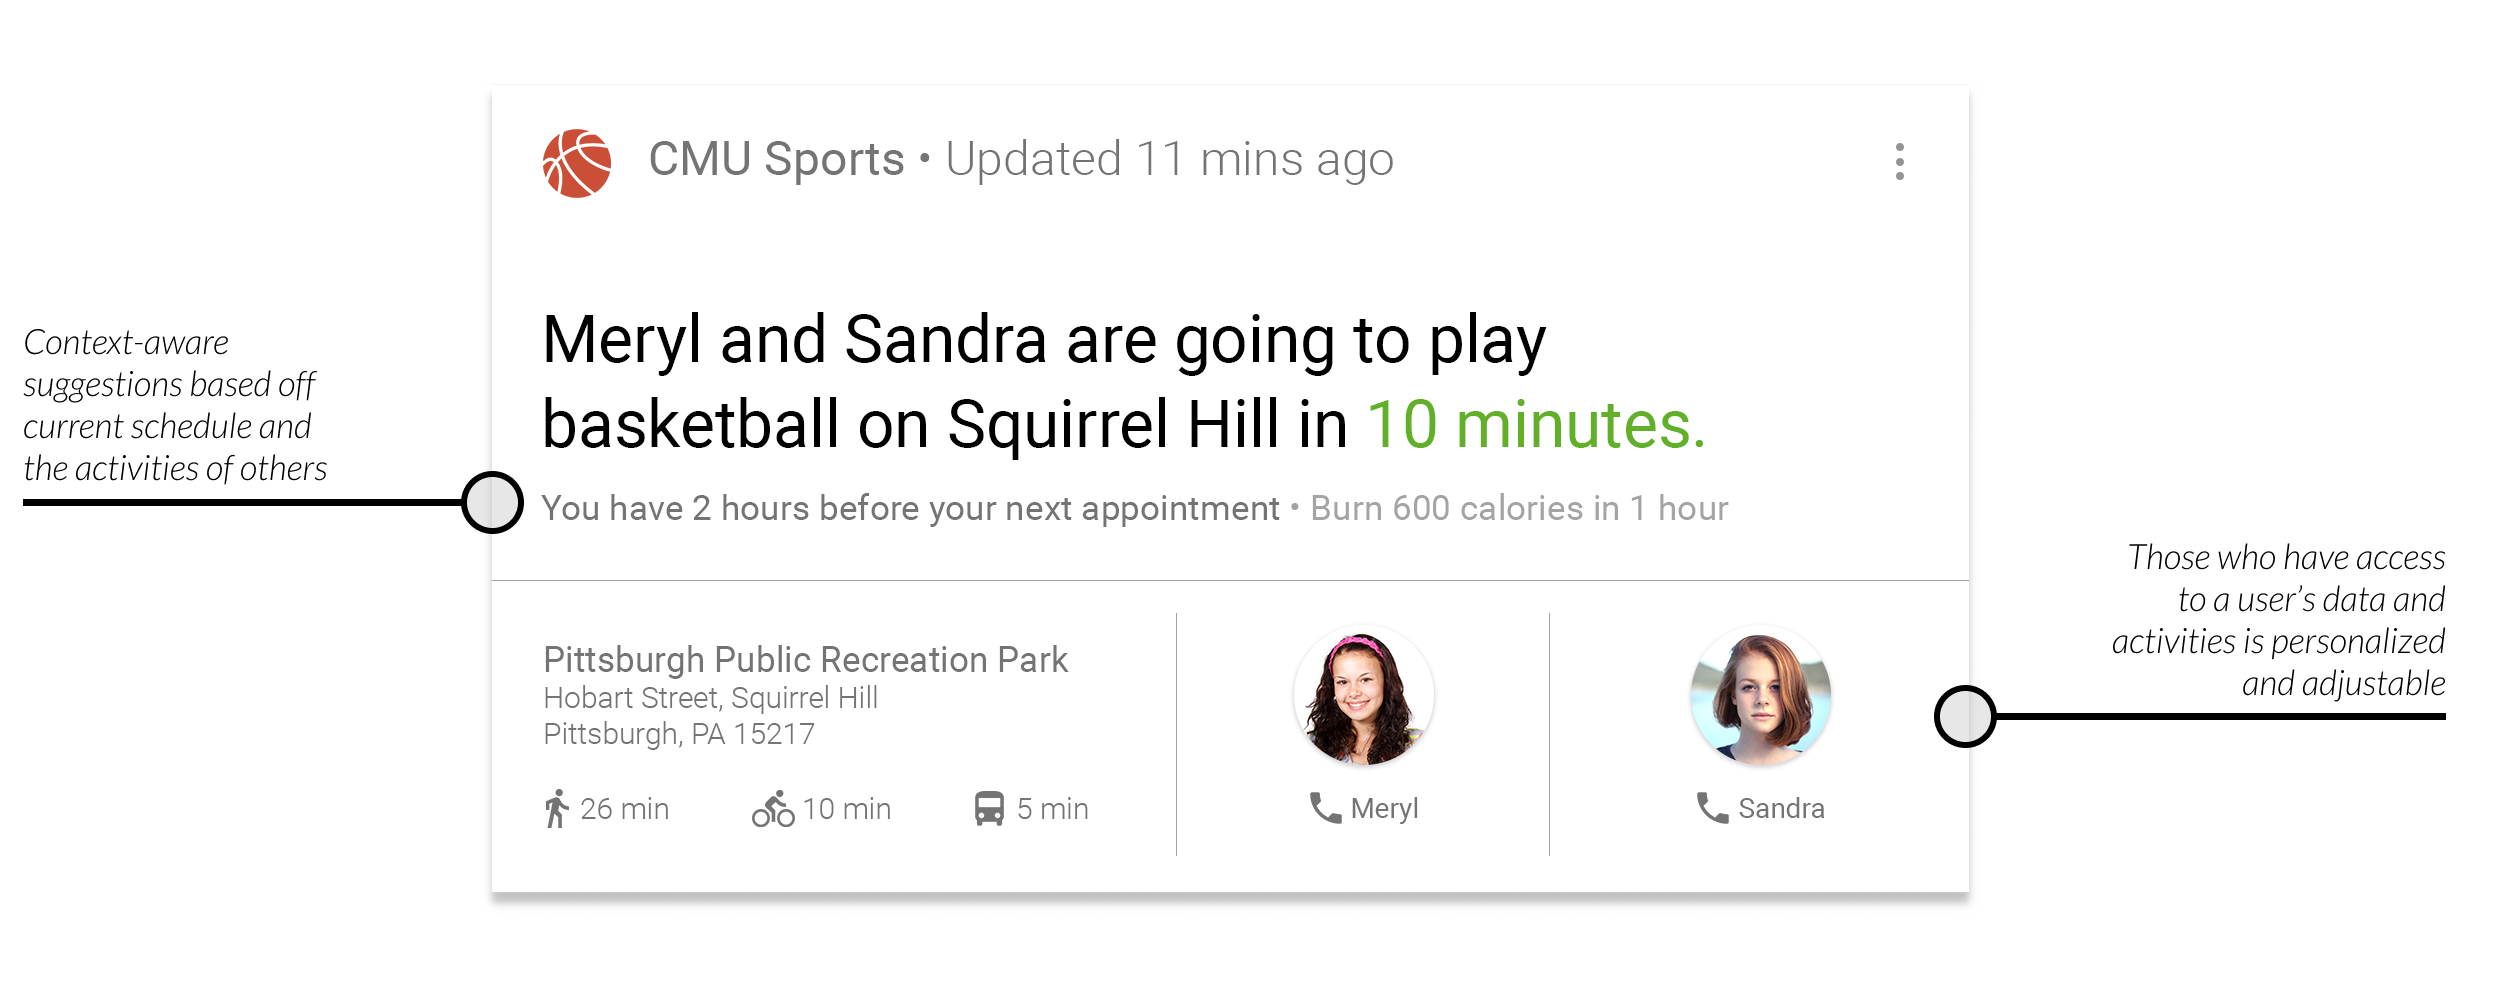 CMU Sports • Updated 11 mins ago
Meryl and Sandra are going to play
basketball on Squirrel Hill in 10 minutes.
You have 2 hours before your next appointment • Burn 600 calories in 1 hour
Context-aware
suggestions based off
current schedule and
the activities of others
Pittsburgh Public Recreation Park
Hobart Street, Squirrel Hill
Pittsburgh, PA 15217
26 min
10 min
5 min
Meryl
Sandra
Those who have access
to a user’s data and
activities is personalized
and adjustable